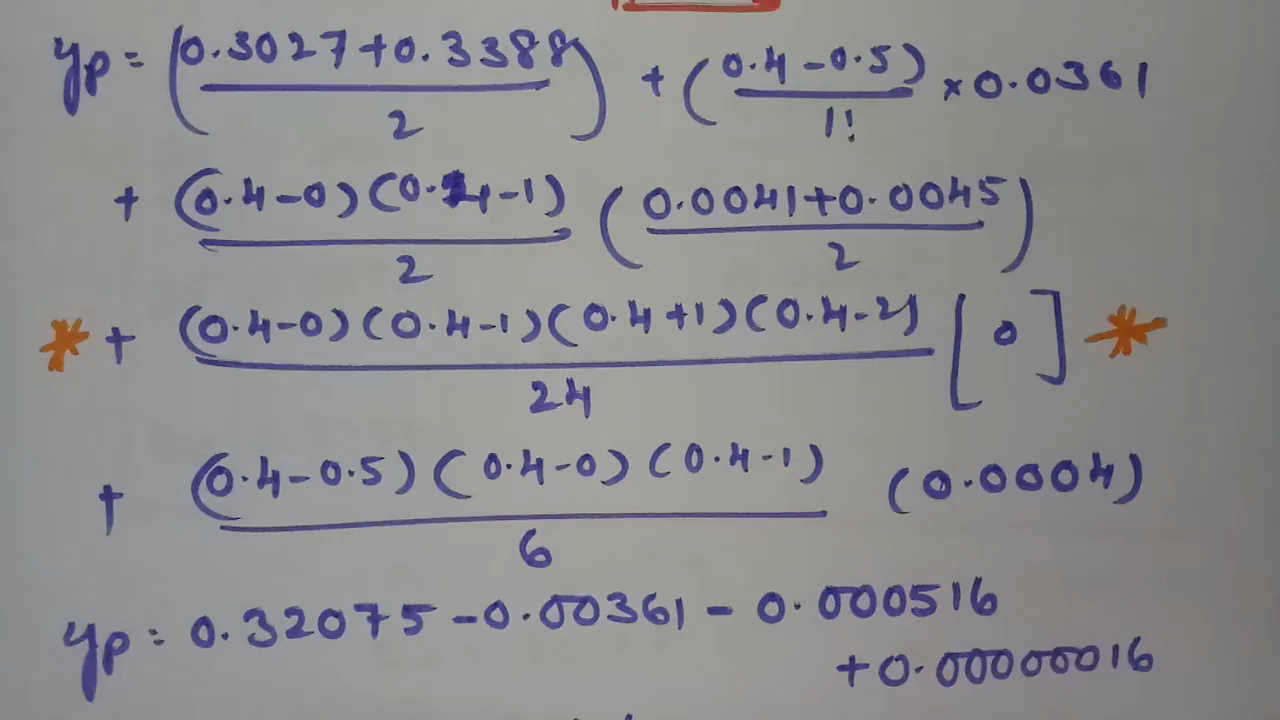 yp = (0.3027+0.3388/2) + (0.4-0.5)/1! × 0.0361
+ (0.4-0)(0.4-1)/2 (0.0041+0.0045/2)
* + (0.4-0)(0.4-1)(0.4+1)(0.4-2)/24 [0] *
+ (0.4-0.5)(0.4-0)(0.4-1)/6 (0.0004)
yp = 0.32075 - 0.00361 - 0.000516
+0.00000016